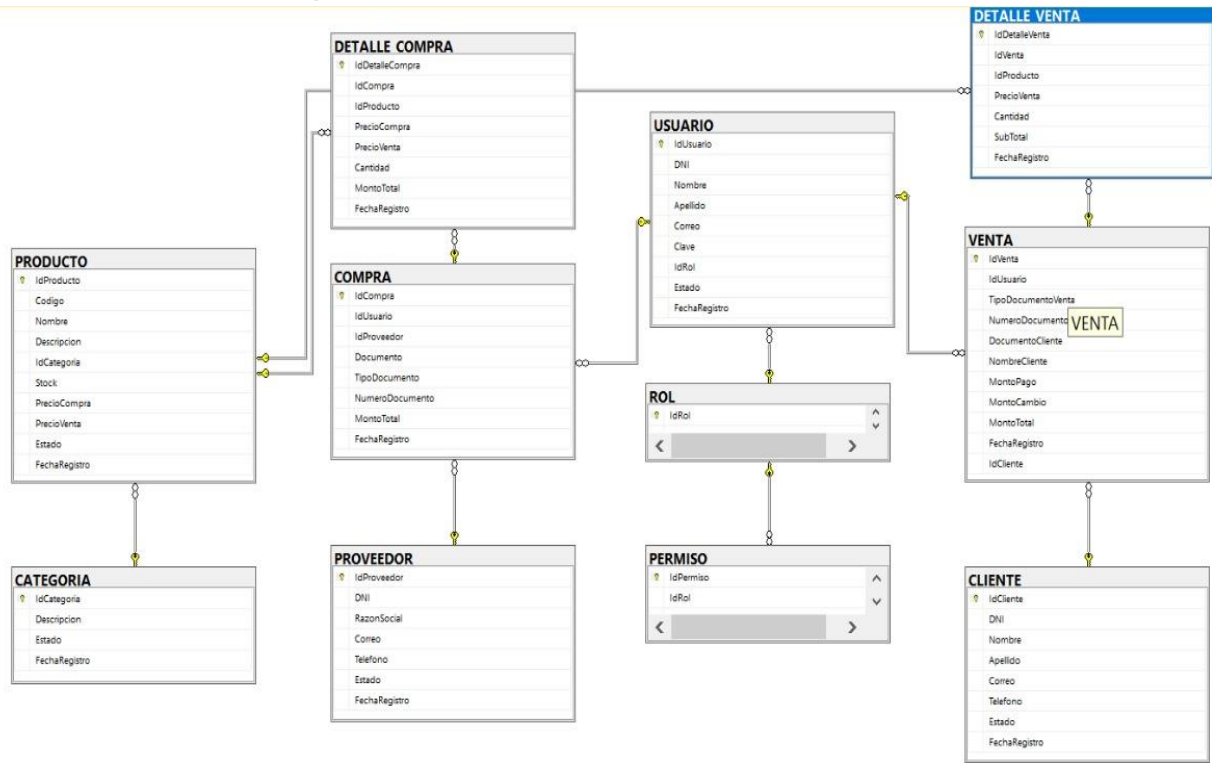 DETALLE COMPRA
IdDetalleCompra
IdCompra
IdProducto
PrecioCompra
PrecioVenta
Cantidad
MontoTotal
FechaRegistro
DETALLE VENTA
IdDetalleVenta
IdVenta
IdProducto
PrecioVenta
Cantidad
SubTotal
FechaRegistro
USUARIO
IdUsuario
DNI
Nombre
Apellido
Correo
Clave
IdRol
Estado
FechaRegistro
PRODUCTO
IdProducto
Codigo
Nombre
Descripcion
IdCategoria
Stock
PrecioCompra
PrecioVenta
Estado
FechaRegistro
COMPRA
IdCompra
IdUsuario
IdProveedor
Documento
TipoDocumento
NumeroDocumento
MontoTotal
FechaRegistro
VENTA
IdVenta
IdUsuario
TipoDocumentoVenta
NumeroDocumento
VENTA
DocumentoCliente
NombreCliente
MontoPago
MontoCambio
MontoTotal
FechaRegistro
IdCliente
ROL
IdRol
CATEGORIA
IdCategoria
Descripcion
Estado
FechaRegistro
PROVEEDOR
IdProveedor
DNI
RazonSocial
Correo
Telefono
Estado
FechaRegistro
PERMISO
IdPermiso
IdRol
CLIENTE
IdCliente
DNI
Nombre
Apellido
Correo
Telefono
Estado
FechaRegistro